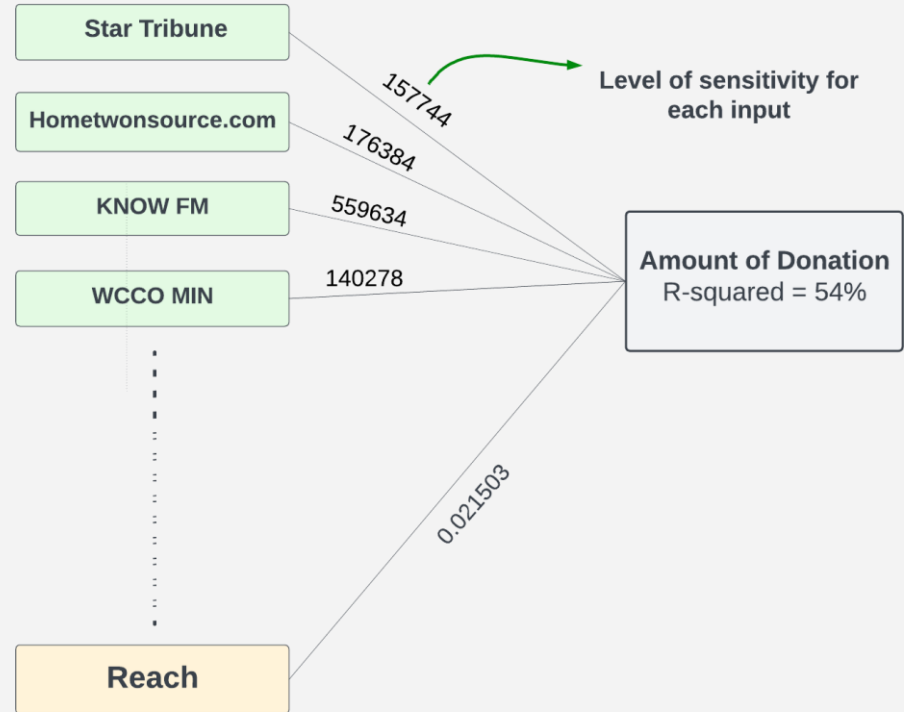 Star Tribune
157744
Level of sensitivity for
each input
Hometwonsource.com
176384
KNOW FM
559634
WCCO MIN
140278
Amount of Donation
R-squared = 54%
0.021503
Reach